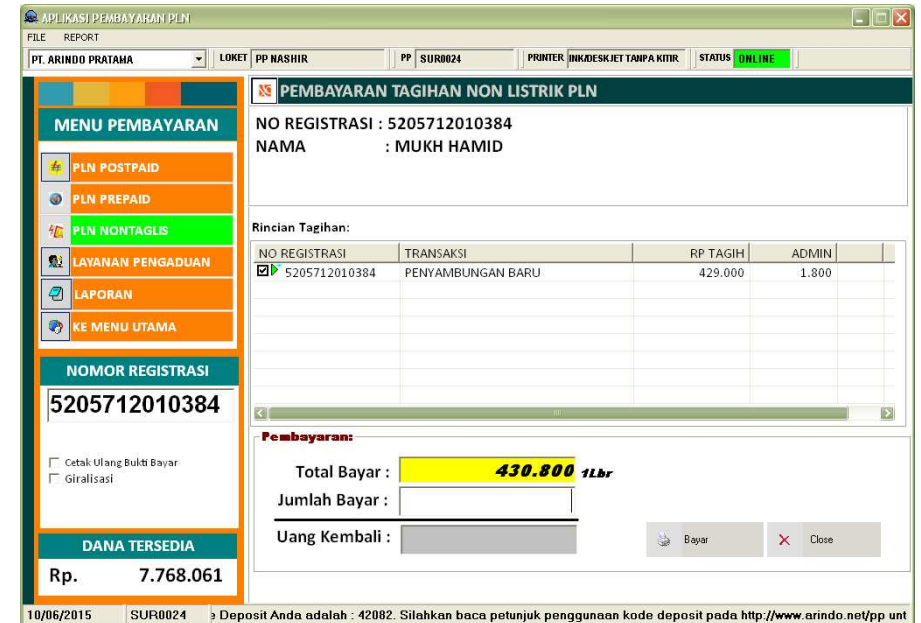 APLIKASI PEMBAYARAN PLN
FILE REPORT
PT. ARINDO PRATAMA LOKET PP NASHIR PP SUR0024 PRINTER INK/DESKJET TANPA KITIR STATUS ONLINE
MENU PEMBAYARAN
PLN POSTPAID
PLN PREPAID
PLN NONTAGLIS
LAYANAN PENGADUAN
LAPORAN
KE MENU UTAMA
NOMOR REGISTRASI
5205712010384
Cetak Ulang Bukti Bayar
Giralisasi
DANA TERSEDIA
Rp. 7.768.061
PEMBAYARAN TAGIHAN NON LISTRIK PLN
NO REGISTRASI : 5205712010384
NAMA : MUKH HAMID
Rincian Tagihan:
NO REGISTRASI TRANSAKSI RP TAGIH ADMIN
5205712010384 PENYAMBUNGAN BARU 429.000 1.800
Pembayaran:
Total Bayar : 430.800 1Lbr
Jumlah Bayar :
Uang Kembali :
Bayar Close
10/06/2015 SUR0024 e Deposit Anda adalah : 42082. Silahkan baca petunjuk penggunaan kode deposit pada http://www.arindo.net/pp unt